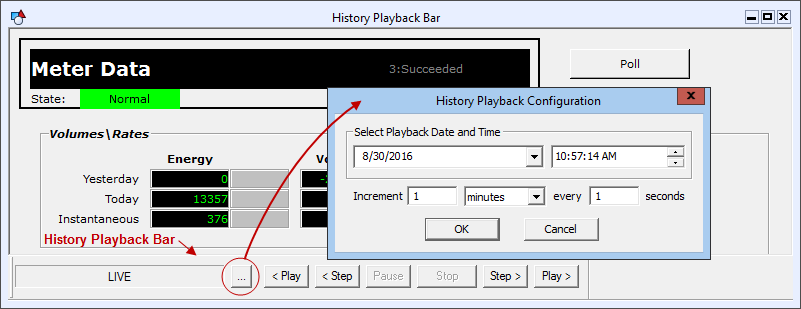 History Playback Bar
Meter Data
3:Succeeded
Poll
State: Normal
History Playback Configuration
Select Playback Date and Time
8/30/2016
10:57:14 AM
Increment 1 minutes every 1 seconds
OK
Cancel
Volumes\Rates
Energy
Yesterday 0
Today 13357
Instantaneous 376
History Playback Bar
LIVE
...
< Play
< Step
Pause
Stop
Step >
Play >